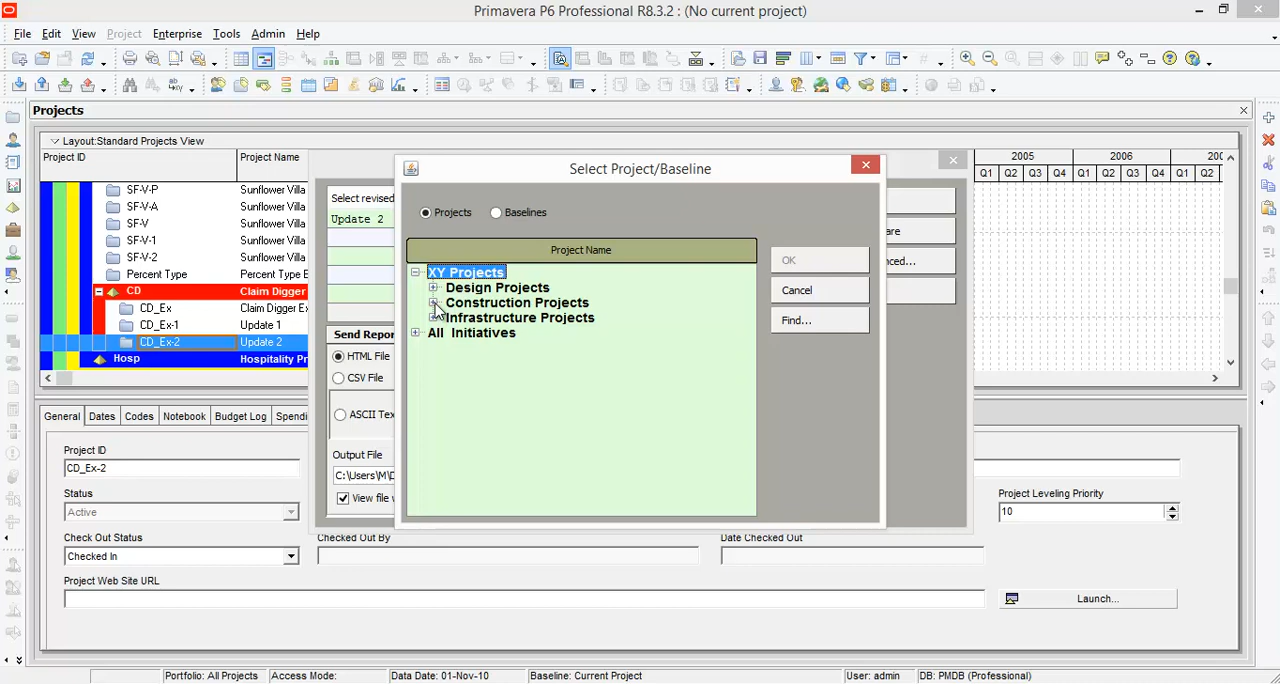 Primavera P6 Professional R8.3.2 : (No current project)
File Edit View Project Enterprise Tools Admin Help
Projects
Layout:Standard Projects View
Project ID Project Name
2005 2006
Q1 Q2 Q3 Q4 Q1 Q2 Q3 Q4 Q1 Q2
SF-V-P Sunflower Villa
SF-V-A Sunflower Villa
SF-V Sunflower Villa
SF-V-1 Sunflower Villa
SF-V-2 Sunflower Villa
Percent Type Percent Type E
CD Claim Digger
CD_Ex Claim Digger E
CD_Ex-1 Update 1
CD_Ex-2 Update 2
Hosp Hospitality Pr
Select revised
Update 2
Send Repor
HTML File
CSV File
ASCII Tex
Output File
C:\Users\M\D
View file
Select Project/Baseline
Projects Baselines
Project Name
XY Projects
Design Projects
Construction Projects
Infrastructure Projects
All Initiatives
OK
Cancel
Find...
General Dates Codes Notebook Budget Log Spendi
Project ID
CD_Ex-2
Status
Active
Project Leveling Priority
10
Check Out Status
Checked In
Checked Out By
Date Checked Out
Project Web Site URL
Launch...
Portfolio: All Projects Access Mode: Data Date: 01-Nov-10 Baseline: Current Project User: admin DB: PMDB (Professional)